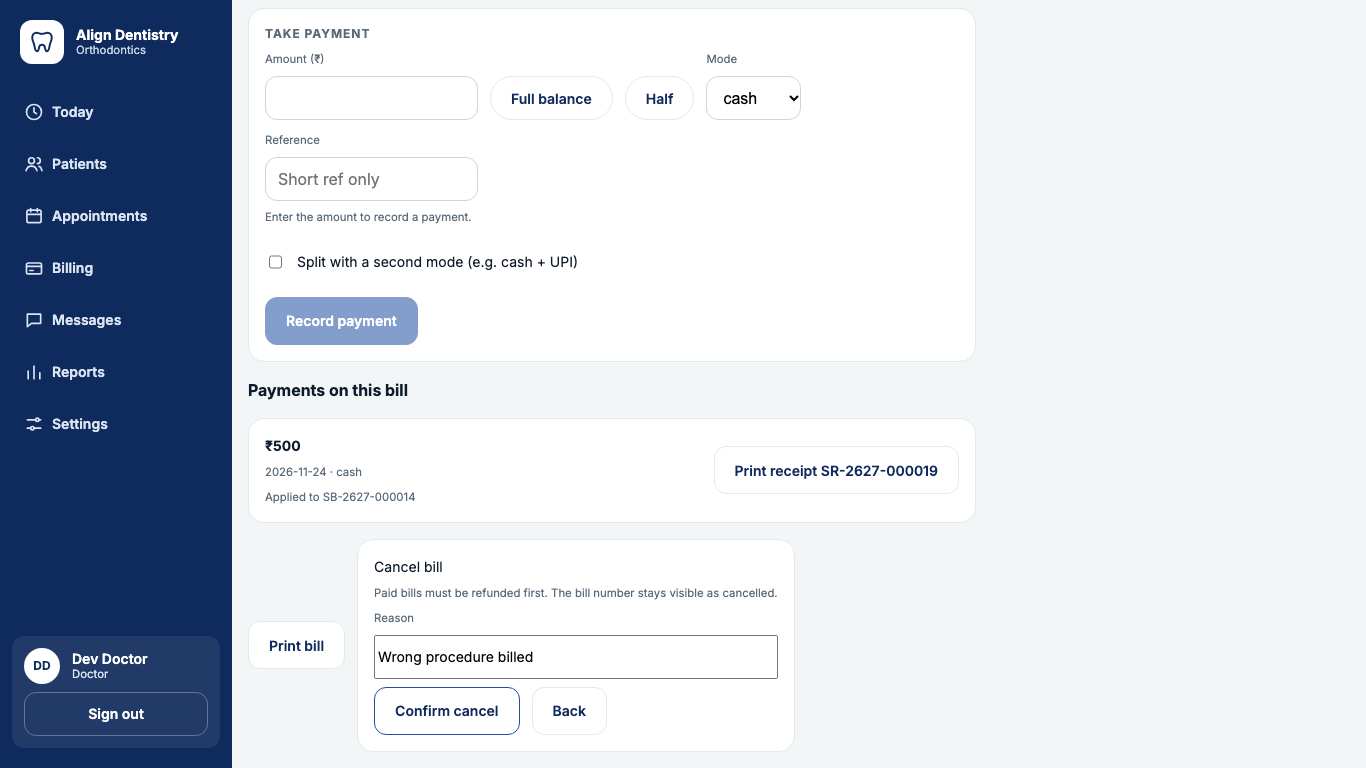 Align Dentistry
Orthodontics
Today
Patients
Appointments
Billing
Messages
Reports
Settings
DD
Dev Doctor
Doctor
Sign out
TAKE PAYMENT
Amount (₹)
Mode
Full balance
Half
cash
Reference
Short ref only
Enter the amount to record a payment.
Split with a second mode (e.g. cash + UPI)
Record payment
Payments on this bill
₹500
2026-11-24 · cash
Applied to SB-2627-000014
Print receipt SR-2627-000019
Print bill
Cancel bill
Paid bills must be refunded first. The bill number stays visible as cancelled.
Reason
Wrong procedure billed
Confirm cancel
Back